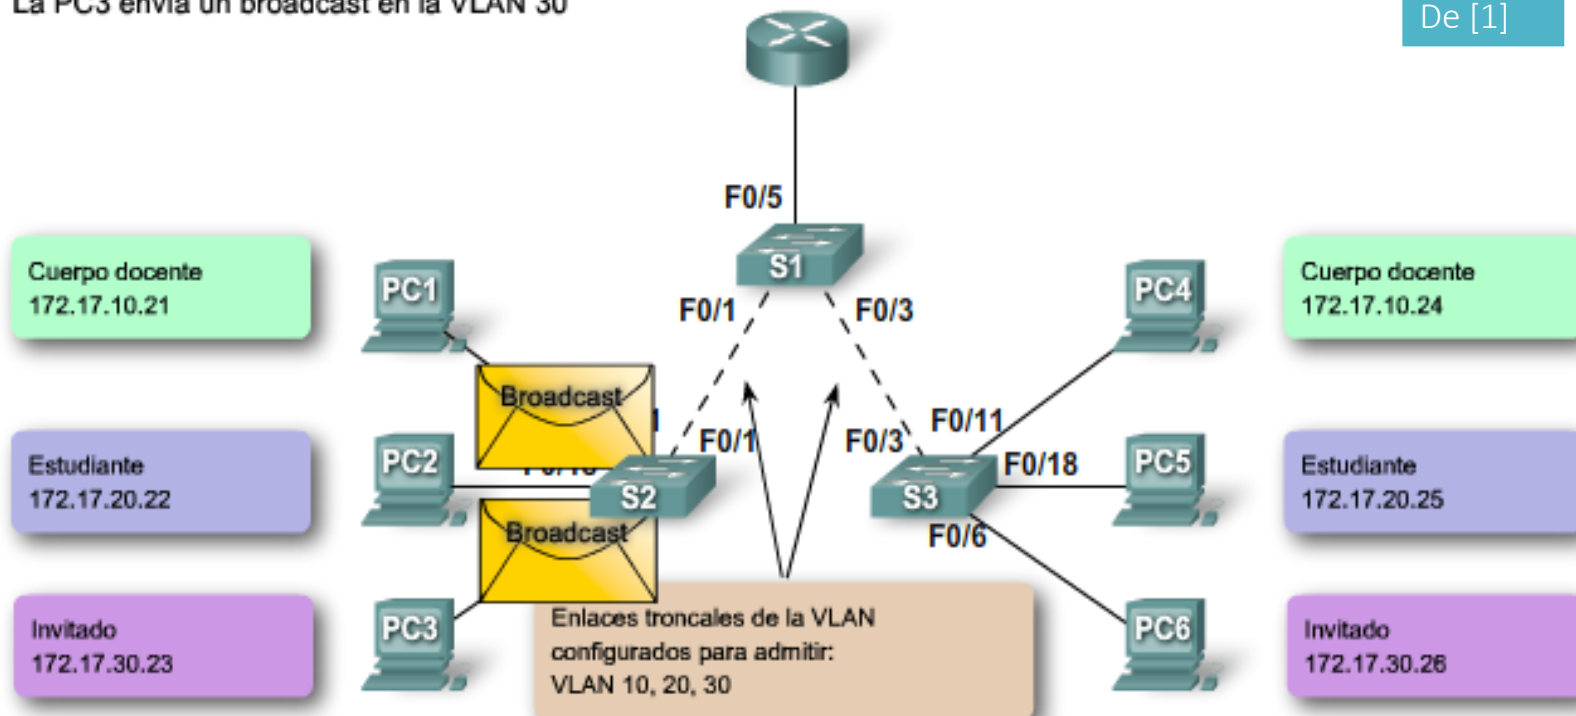 La PC3 envía un broadcast en la VLAN 30
De [1]
F0/5
S1
Cuerpo docente
172.17.10.21
PC1
F0/1
F0/3
PC4
Cuerpo docente
172.17.10.24
Broadcast
F0/1
F0/3
F0/11
Estudiante
172.17.20.22
PC2
S2
S3
F0/18
PC5
Estudiante
172.17.20.25
Broadcast
F0/6
Invitado
172.17.30.23
PC3
Enlaces troncales de la VLAN
configurados para admitir:
VLAN 10, 20, 30
PC6
Invitado
172.17.30.26